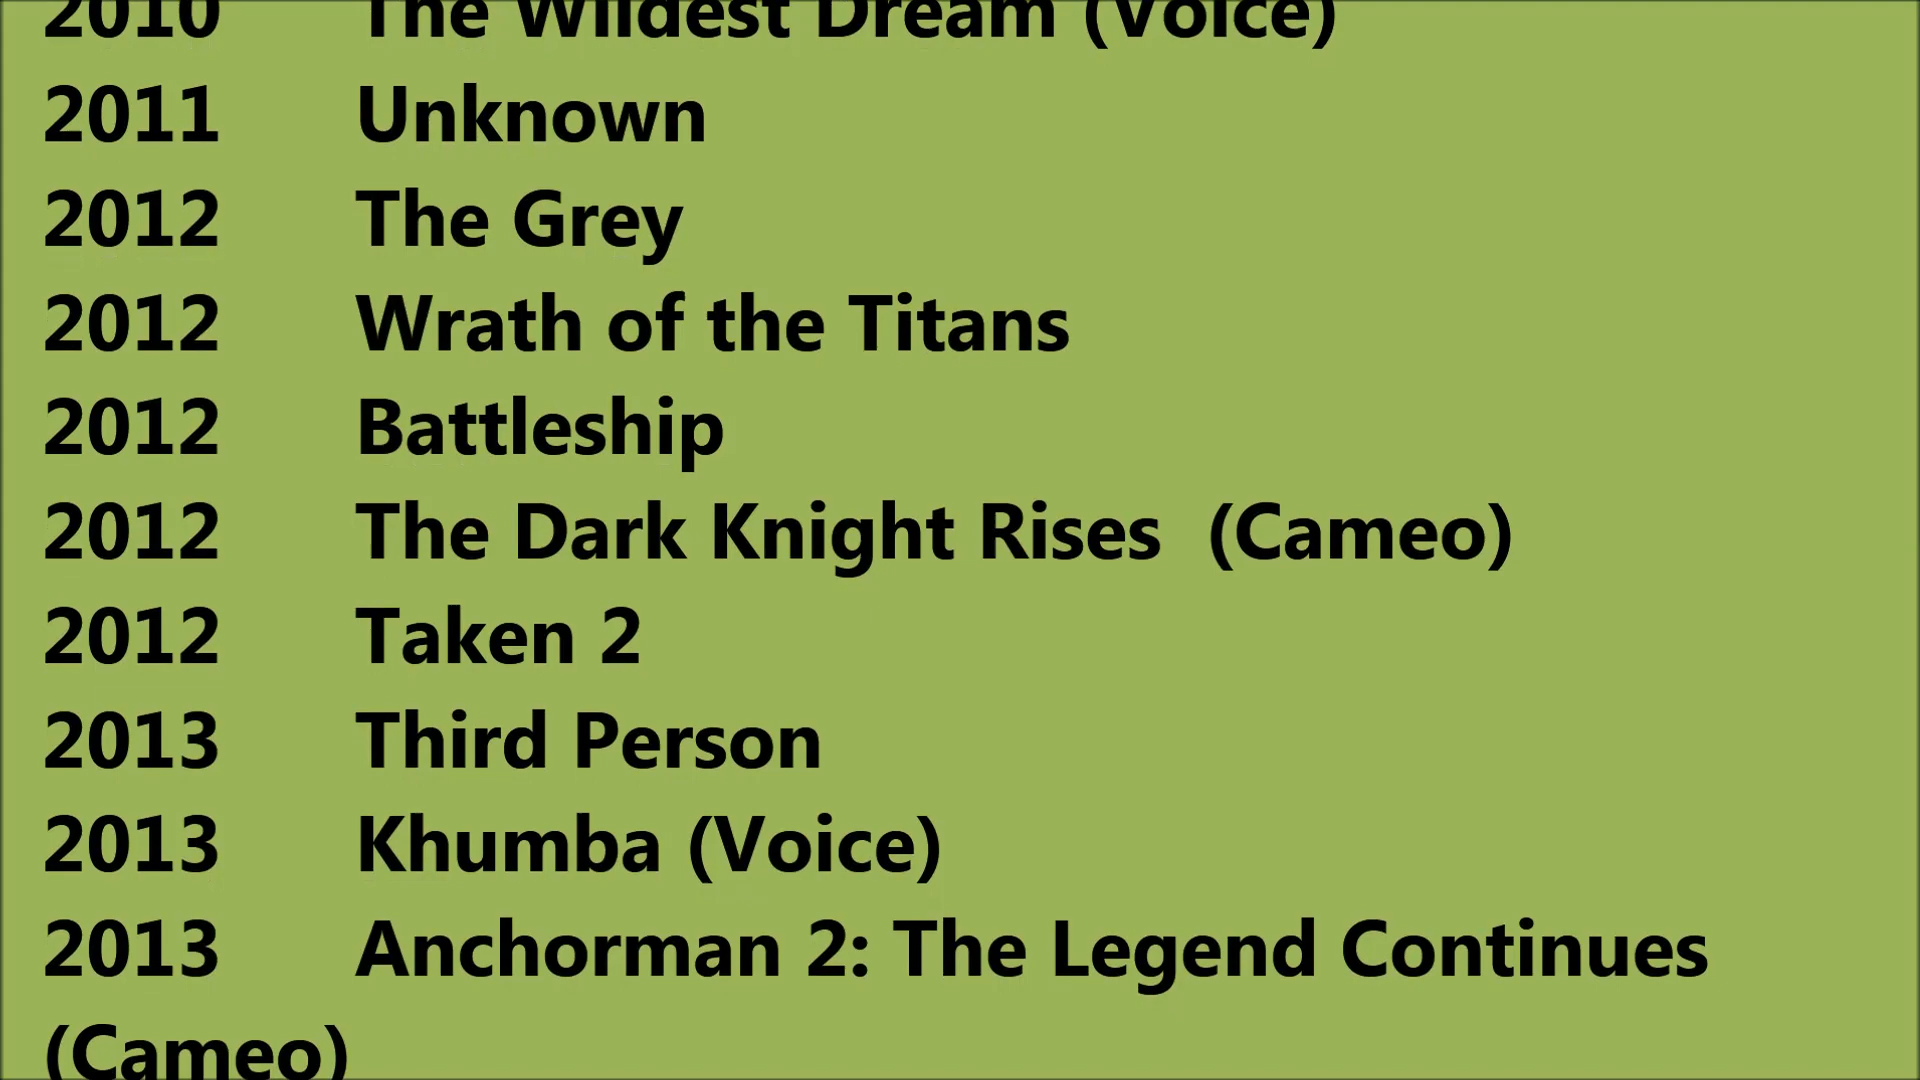 2010 The Wildest Dream (Voice)
2011 Unknown
2012 The Grey
2012 Wrath of the Titans
2012 Battleship
2012 The Dark Knight Rises (Cameo)
2012 Taken 2
2013 Third Person
2013 Khumba (Voice)
2013 Anchorman 2: The Legend Continues
(Cameo)